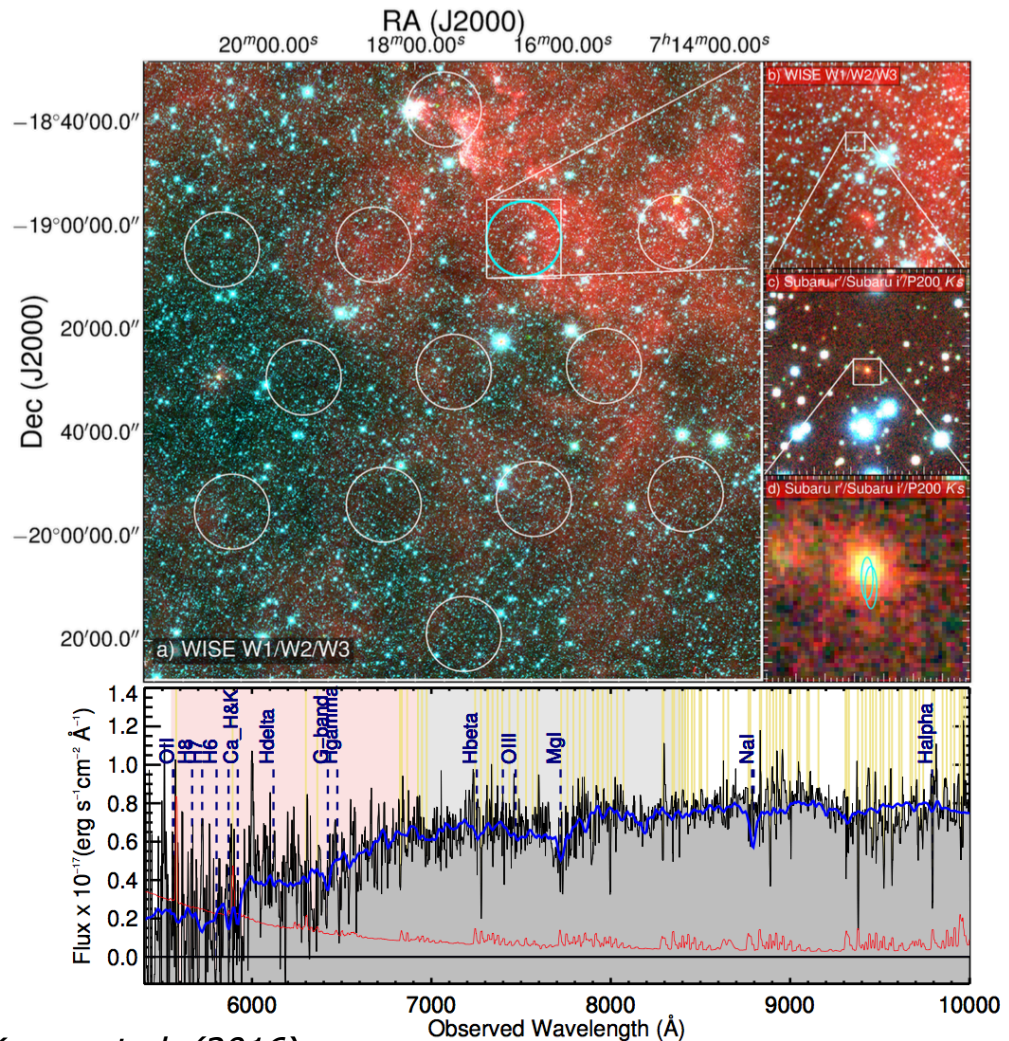 RA (J2000)
20ᵐ00.00ˢ 18ᵐ00.00ˢ 16ᵐ00.00ˢ 7ʰ14ᵐ00.00ˢ
Dec (J2000)
−18°40′00.0″
−19°00′00.0″
20′00.0″
40′00.0″
−20°00′00.0″
20′00.0″
a) WISE W1/W2/W3
b) WISE W1/W2/W3
c) Subaru r′/Subaru i′/P200 Ks
d) Subaru r′/Subaru i′/P200 Ks
Flux x 10⁻¹⁷(erg s⁻¹cm⁻² Å⁻¹)
1.4
1.2
1.0
0.8
0.6
0.4
0.2
0.0
OII H8 H7 H6 Ca_H&K Hdelta G_band Hgamma Hbeta OIII MgI NaI Halpha
6000 7000 8000 9000 10000
Observed Wavelength (Å)
(2016)